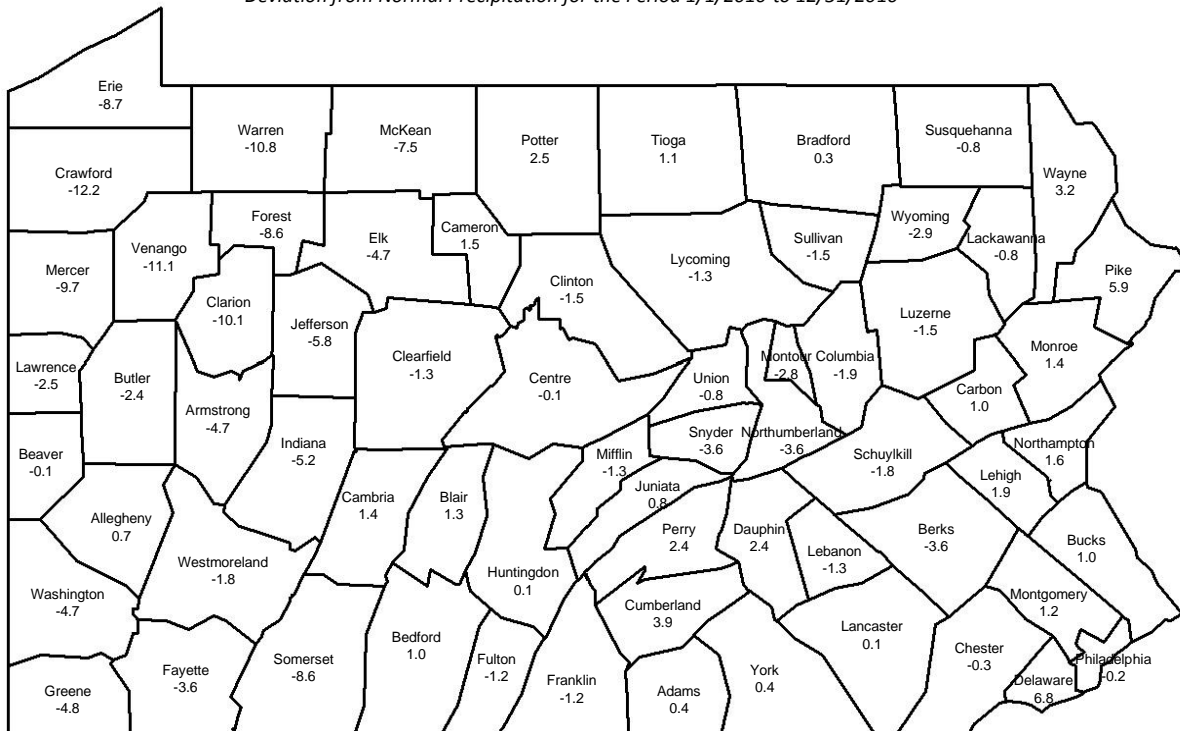 Deviation from Normal Precipitation for the Period to
Erie
-8.7
Warren
-10.8
McKean
-7.5
Potter
2.5
Tioga
1.1
Bradford
0.3
Susquehanna
-0.8
Wayne
3.2
Crawford
-12.2
Forest
-8.6
Cameron
1.5
Elk
-4.7
Wyoming
-2.9
Lackawanna
-0.8
Sullivan
-1.5
Venango
-11.1
Mercer
-9.7
Lycoming
-1.3
Pike
5.9
Clinton
-1.5
Clarion
-10.1
Jefferson
-5.8
Luzerne
-1.5
Monroe
1.4
Clearfield
-1.3
Montour
-2.8
Columbia
-1.9
Lawrence
-2.5
Butler
-2.4
Centre
-0.1
Union
-0.8
Carbon
1.0
Armstrong
-4.7
Indiana
-5.2
Snyder
-3.6
Northumberland
-3.6
Northampton
1.6
Beaver
-0.1
Mifflin
-1.3
Schuylkill
-1.8
Lehigh
1.9
Juniata
0.8
Cambria
1.4
Blair
1.3
Allegheny
0.7
Perry
2.4
Dauphin
2.4
Berks
-3.6
Bucks
1.0
Lebanon
-1.3
Westmoreland
-1.8
Huntingdon
0.1
Washington
-4.7
Montgomery
1.2
Cumberland
3.9
Lancaster
0.1
Bedford
1.0
Chester
-0.3
Somerset
-8.6
Fulton
-1.2
Philadelphia
-0.2
Fayette
-3.6
York
0.4
Franklin
-1.2
Delaware
6.8
Greene
-4.8
Adams
0.4